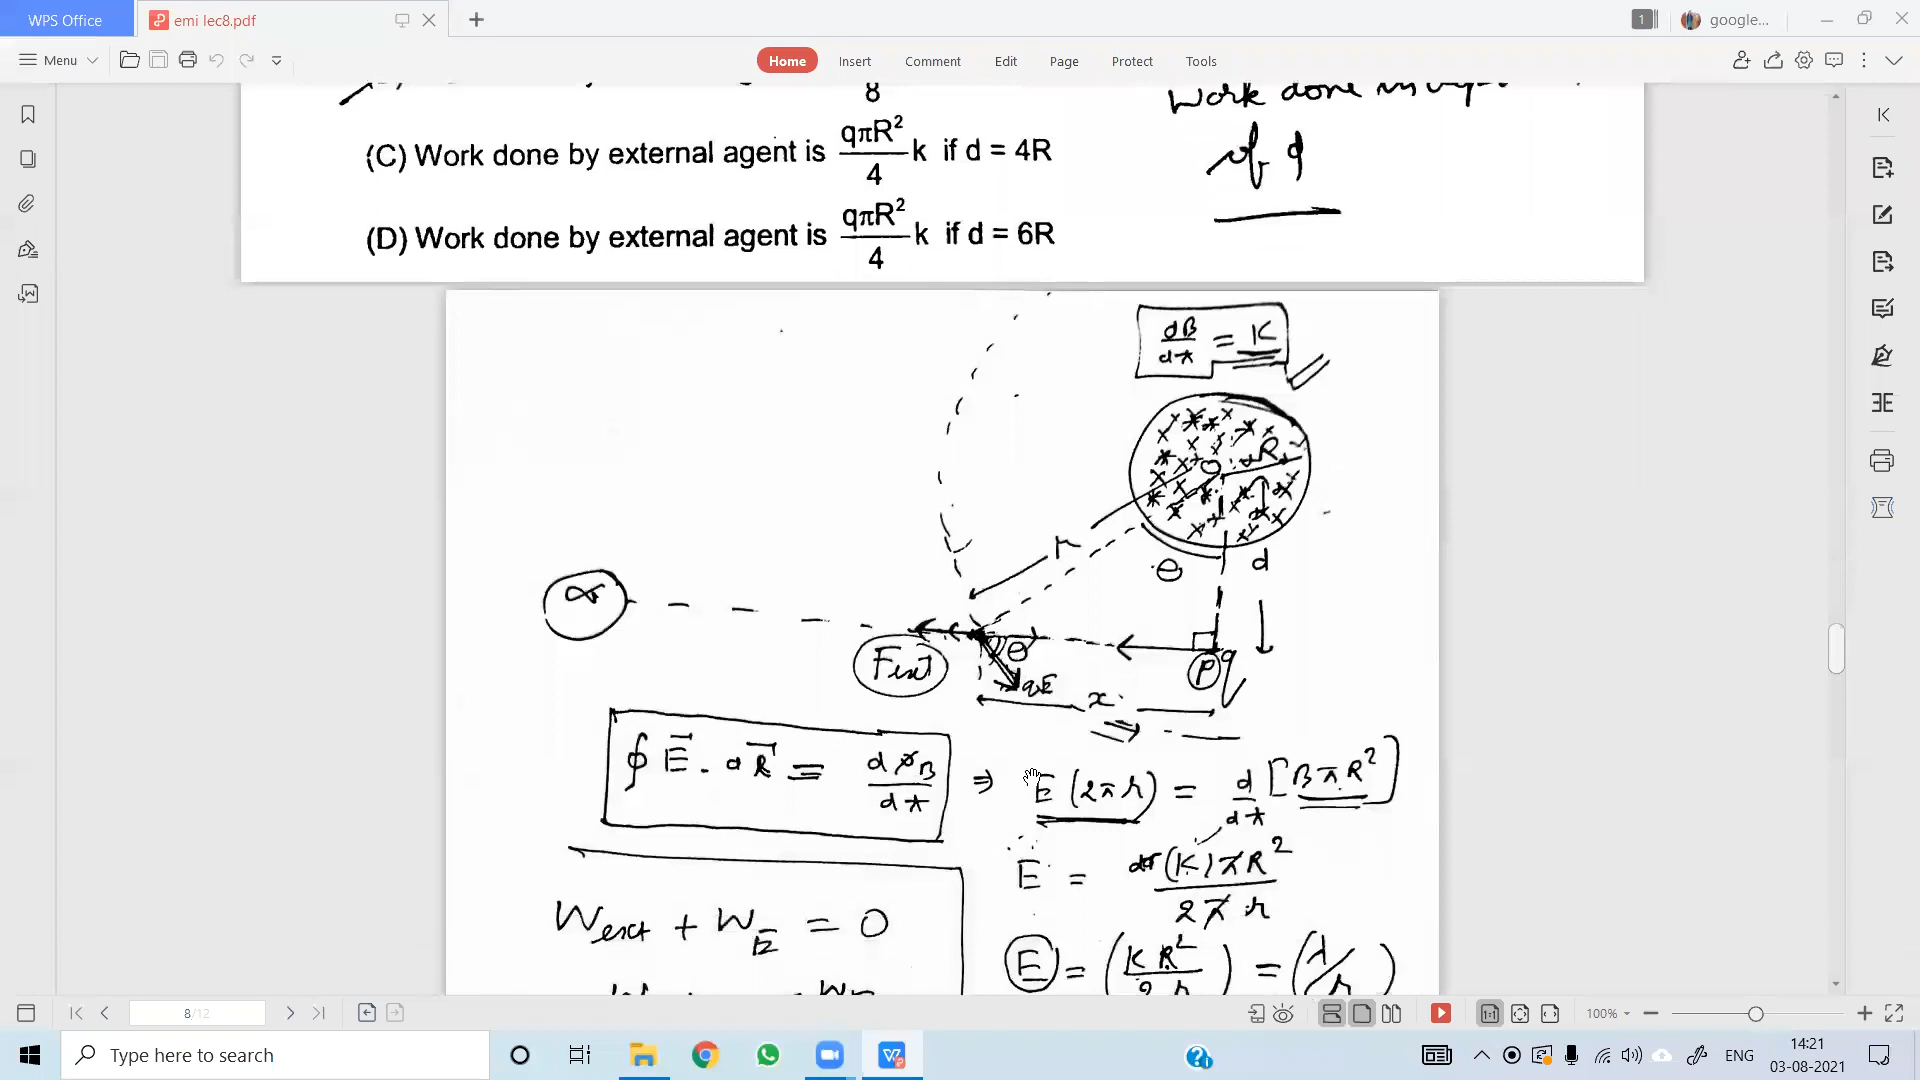 WPS Office
emi lec8.pdf
1
google...
Menu
Home
Insert
Comment
Edit
Page
Protect
Tools
8
Work done
of d
(C) Work done by external agent is qπR²/4 k if d = 4R
(D) Work done by external agent is qπR²/4 k if d = 6R
dB/dt = K
R
r
θ
d
∞
Fext
θ
qE
P
q
x
∮ E⃗ . dR⃗ = dφB/dt ⇒ E (2πr) = d/dt [BπR²]
E = (K)πR²/2πr
Wext + WE = 0
E = (KR²/2r) = (λ/r)
8/12
100%
Type here to search
ENG
14:21
03-08-2021